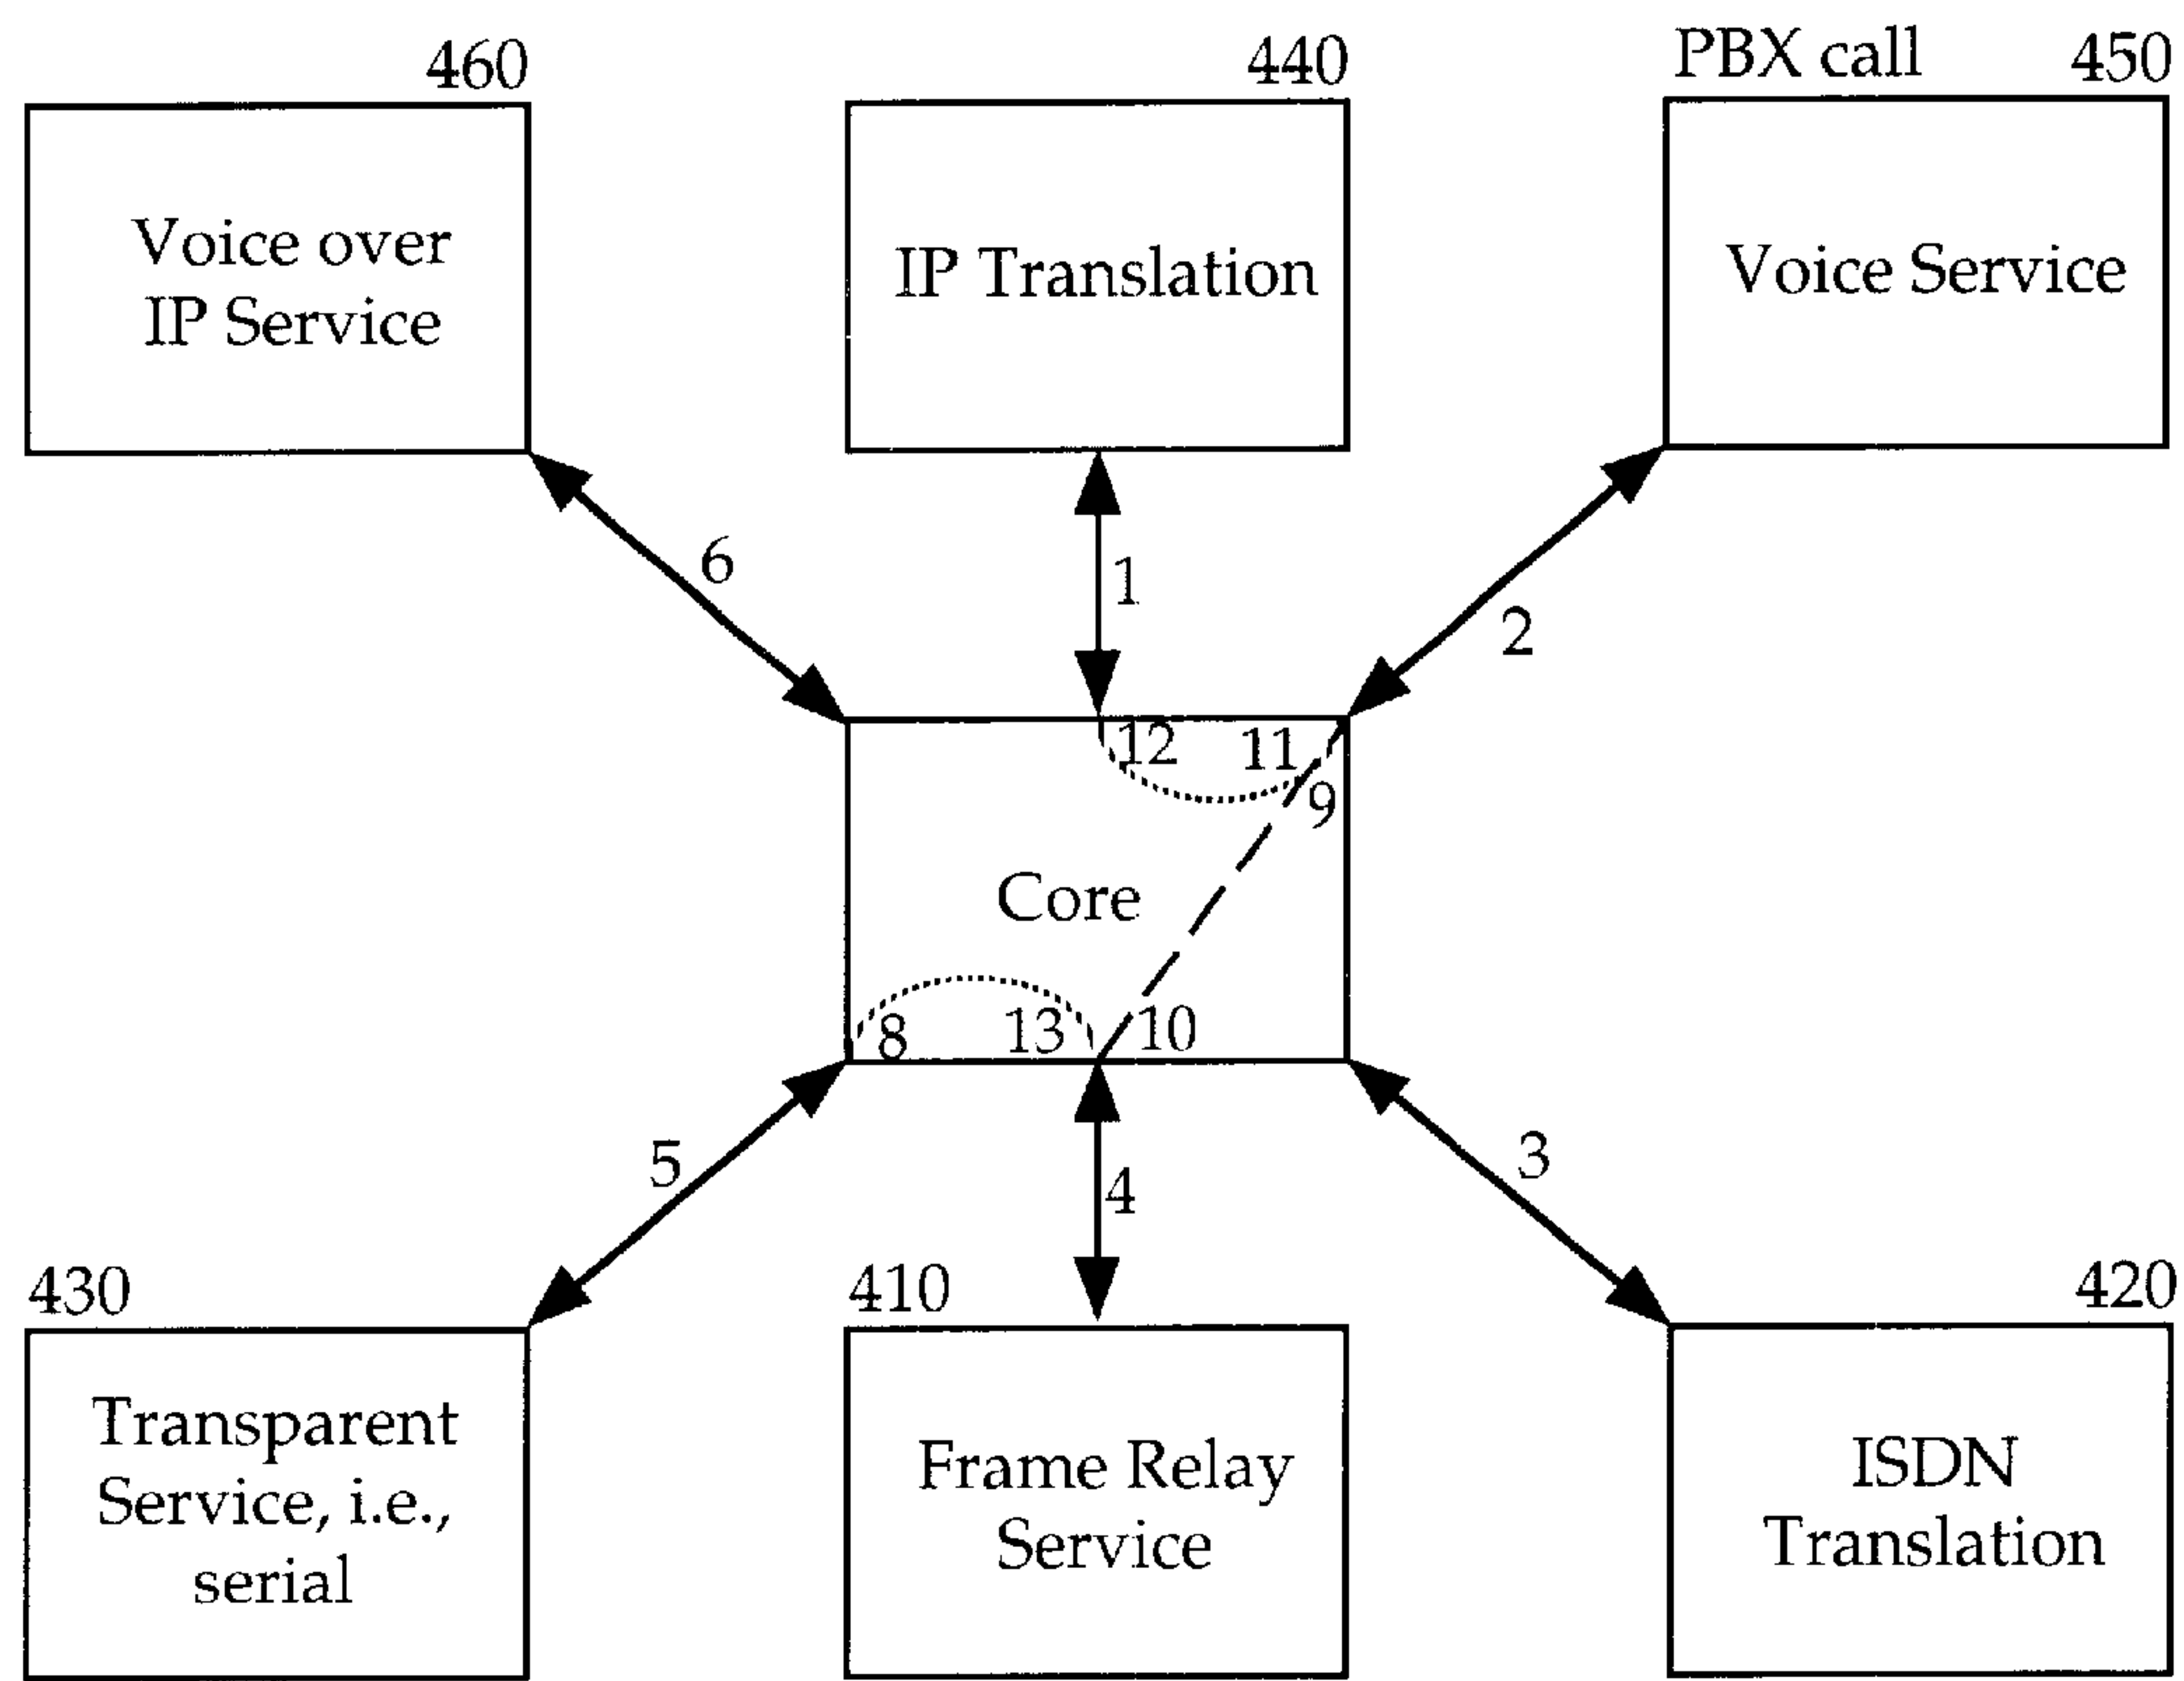 460
440
PBX call
450
Voice over
IP Service
IP Translation
Voice Service
6
1
2
12
11
9
Core
8
13
10
5
4
3
430
410
420
Transparent
Service, i.e.,
serial
Frame Relay
Service
ISDN
Translation